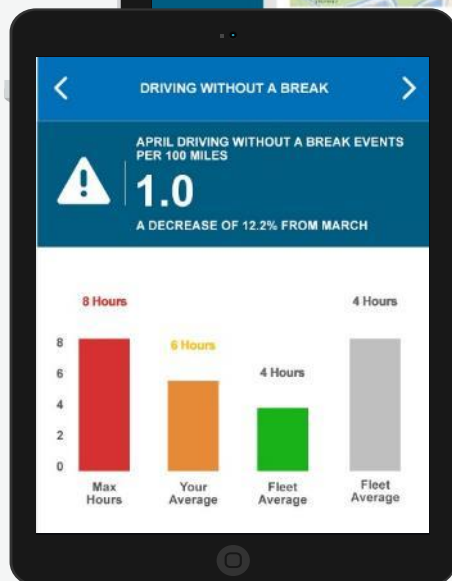 DRIVING WITHOUT A BREAK
APRIL DRIVING WITHOUT A BREAK EVENTS
PER 100 MILES
1.0
A DECREASE OF 12.2% FROM MARCH
8 Hours
4 Hours
6 Hours
4 Hours
8
6
4
2
0
Max
Hours
Your
Average
Fleet
Average
Fleet
Average